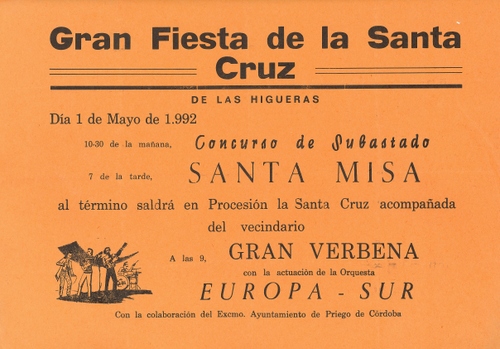 Gran Fiesta de la Santa
Cruz
DE LAS HIGUERAS
Día 1 de Mayo de 1.992
10-30 de la mañana, Concurso de Subastado
7 de la tarde, SANTA MISA
al término saldrá en Procesión la Santa Cruz acompañada
del vecindario
A las 9, GRAN VERBENA
con la actuación de la Orquesta
EUROPA - SUR
Con la colaboración del Excmo. Ayuntamiento de Priego de Córdoba